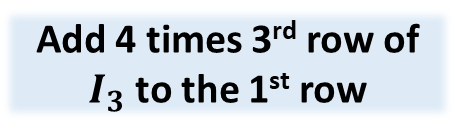 Add 4 times 3rd row of
I₃ to the 1st row